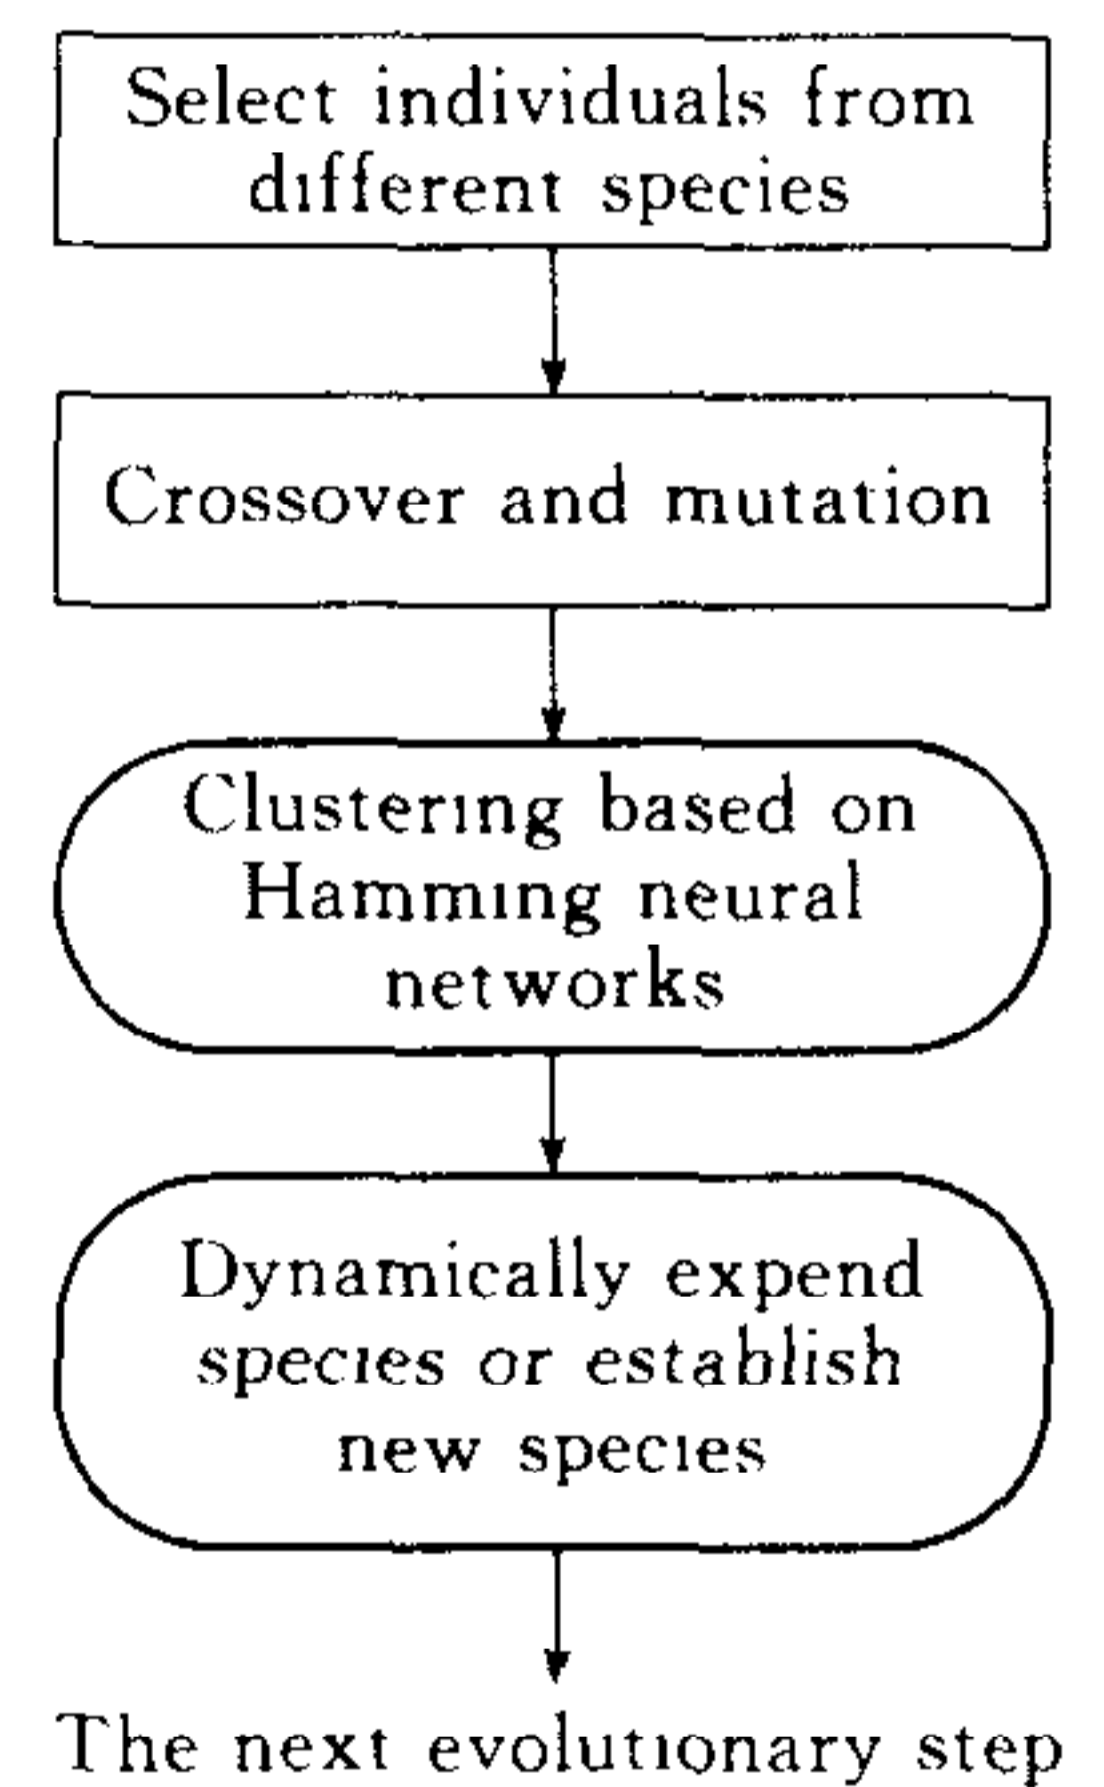 Select individuals from
different species
Crossover and mutation
Clustering based on
Hamming neural
networks
Dynamically expend
species or establish
new species
The next evolutionary step